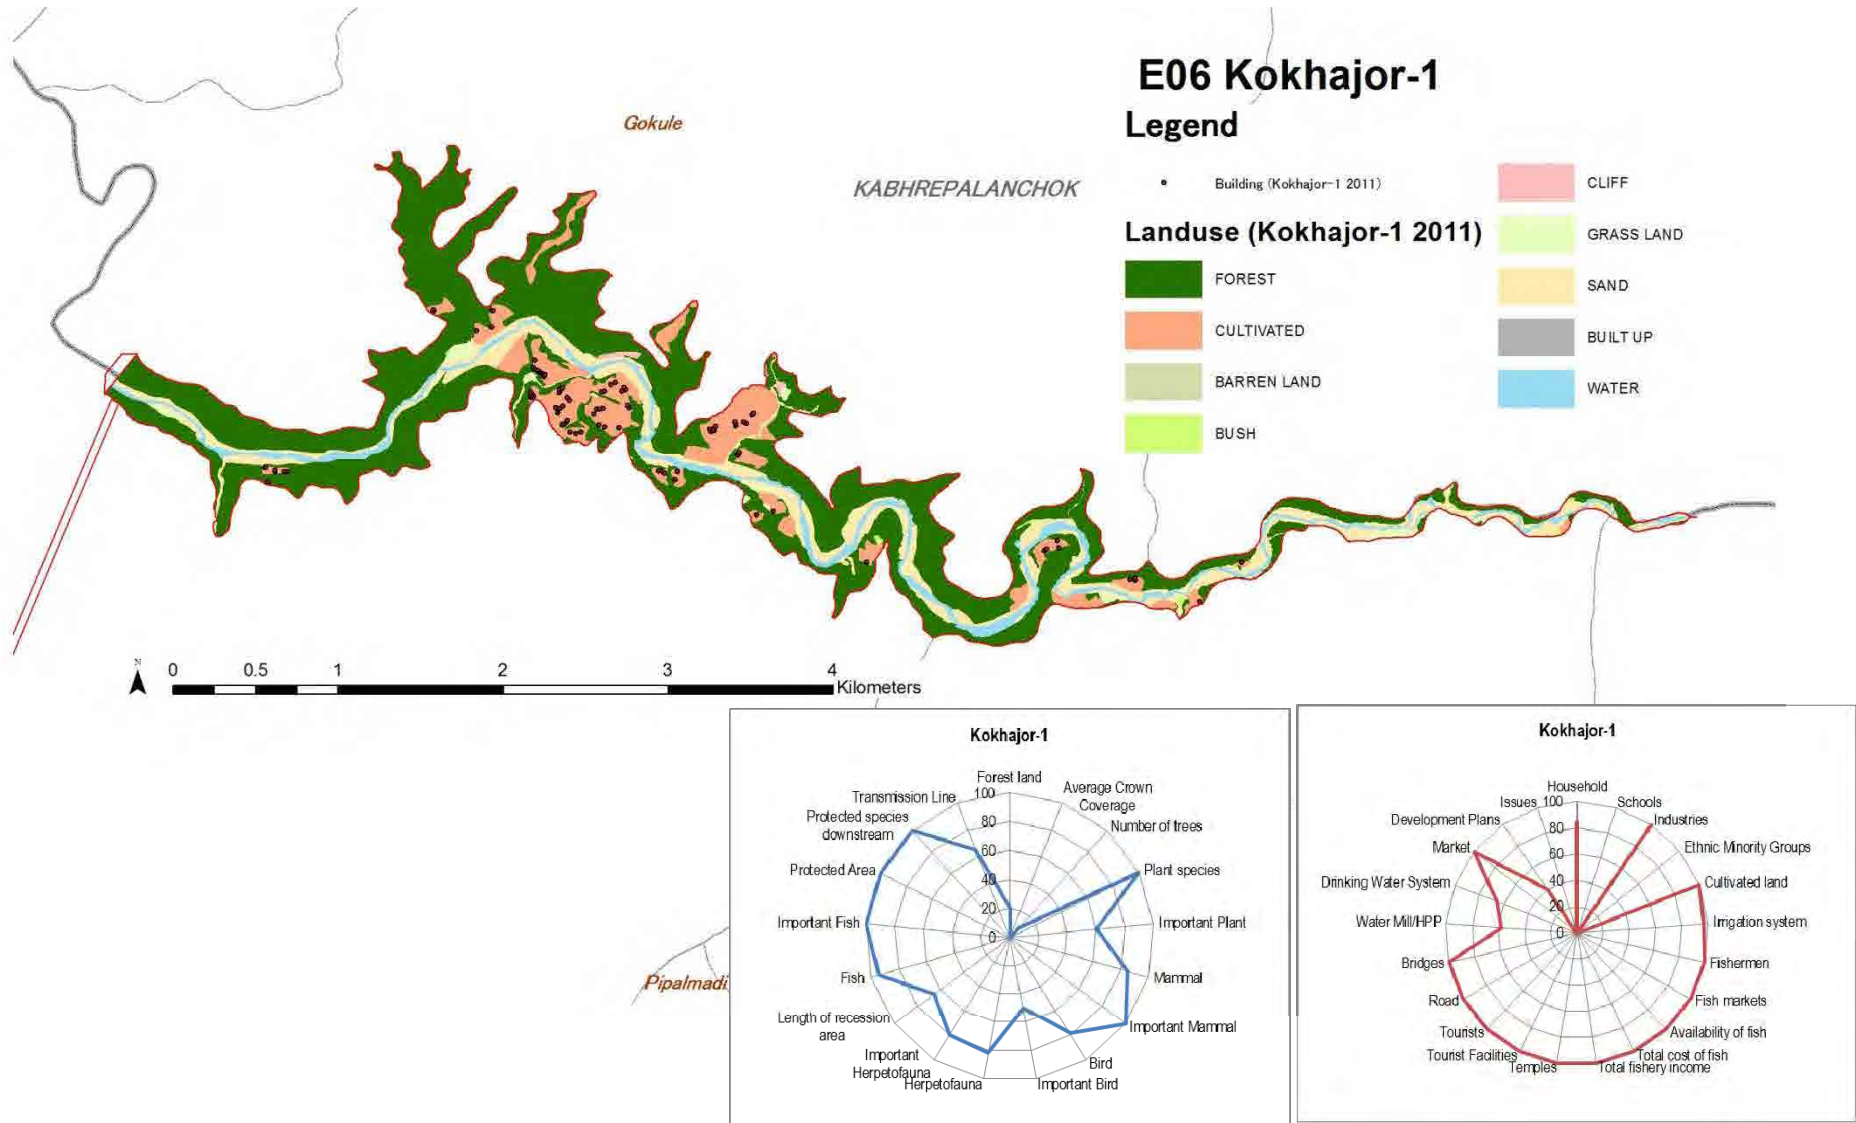 E06 Kokhajor-1
Legend
Building (Kokhajor-1 2011)
Landuse (Kokhajor-1 2011)
FOREST
CULTIVATED
BARREN LAND
BUSH
CLIFF
GRASS LAND
SAND
BUILT UP
WATER
Gokule
KABHREPALANCHOK
N
0 0.5 1 2 3 4
Kilometers
Pipalmadi
Kokhajor-1
Forest land
Average Crown
Coverage
Number of trees
Plant species
Important Plant
Mammal
Important Mammal
Bird
Important Bird
Herpetofauna
Important
Herpetofauna
Length of recession
area
Fish
Important Fish
Protected Area
Protected species
downstream
Transmission Line
100
80
60
40
20
0
Kokhajor-1
Household
Schools
Industries
Ethnic Minority Groups
Cultivated land
Irrigation system
Fishermen
Fish markets
Availability of fish
Total cost of fish
Total fishery income
Temples
Tourist Facilities
Tourists
Road
Bridges
Water Mill/HPP
Drinking Water System
Market
Development Plans
Issues
100
80
60
40
20
0